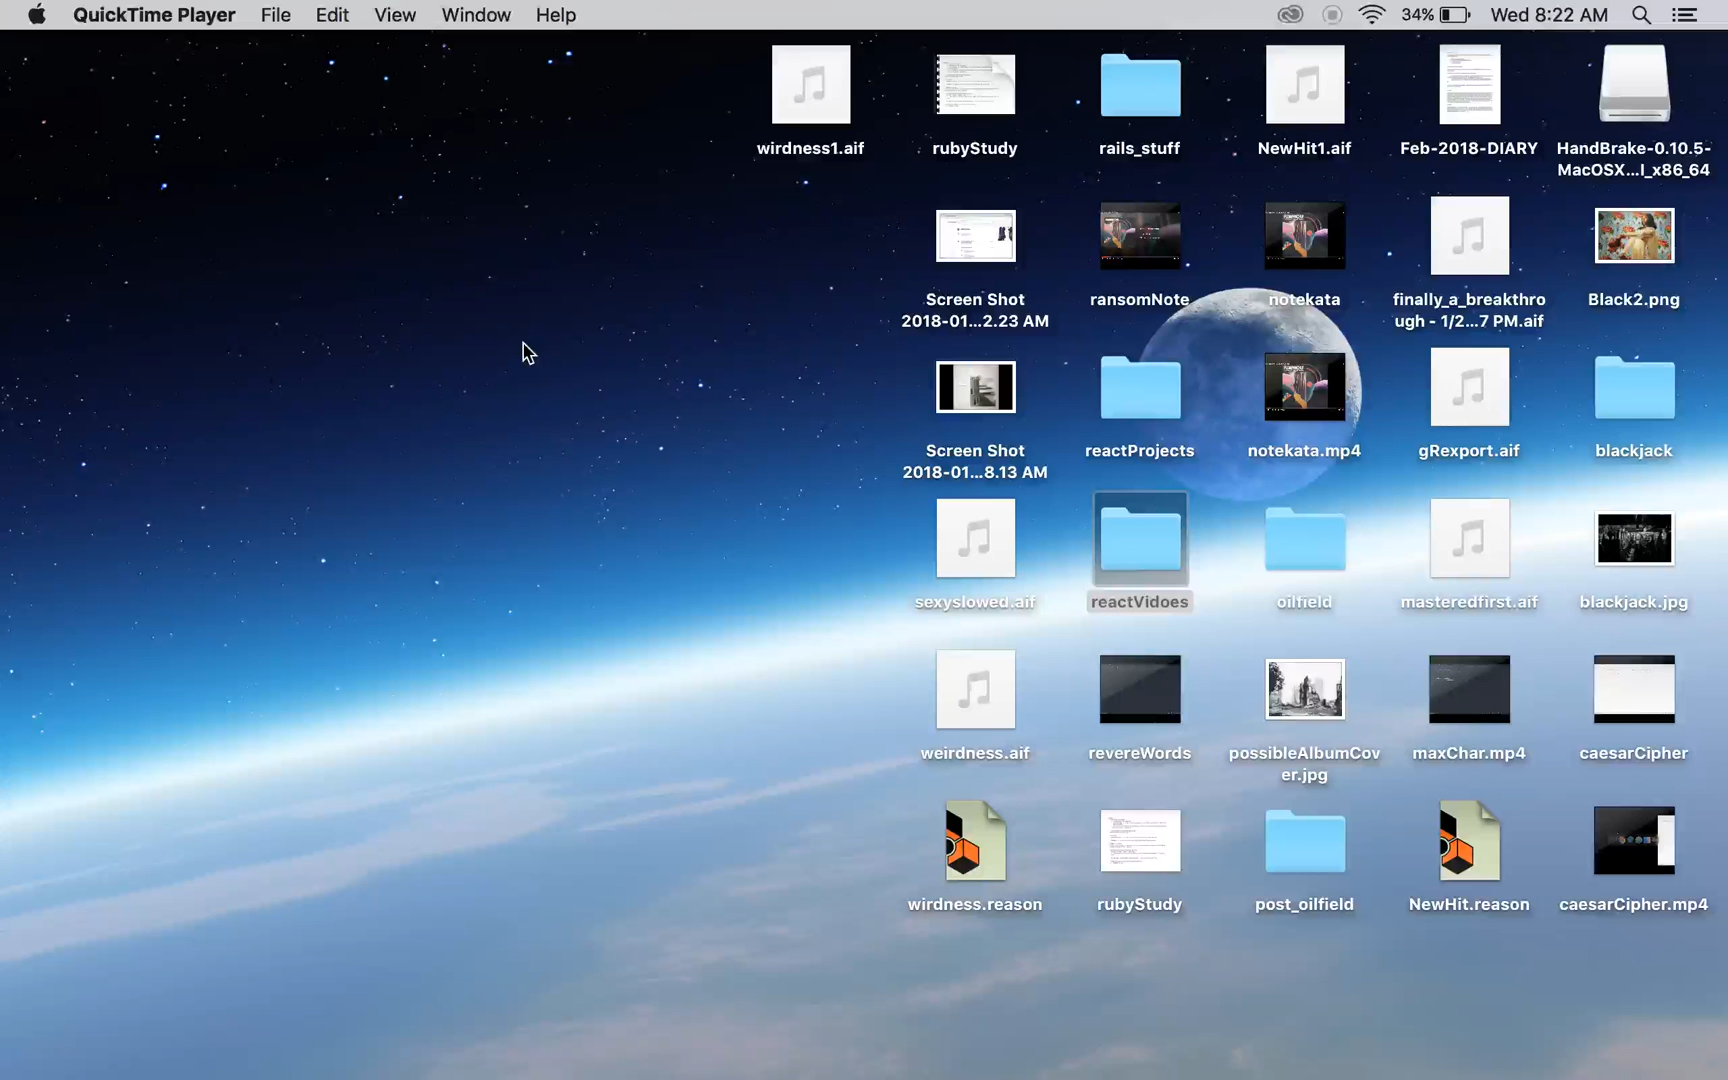 QuickTime Player File Edit View Window Help 34% Wed 8:22 AM
wirdness1.aif
rubyStudy
rails_stuff
NewHit1.aif
Feb-2018-DIARY
HandBrake-0.10.5-
MacOSX...l_x86_64
Screen Shot
2018-01...2.23 AM
ransomNote
notekata
finally_a_breakthro
ugh - 1/2...7 PM.aif
Black2.png
Screen Shot
2018-01...8.13 AM
reactProjects
notekata.mp4
gRexport.aif
blackjack
sexyslowed.aif
reactVidoes
oilfield
masteredfirst.aif
blackjack.jpg
weirdness.aif
revereWords
possibleAlbumCov
er.jpg
maxChar.mp4
caesarCipher
wirdness.reason
rubyStudy
post_oilfield
NewHit.reason
caesarCipher.mp4